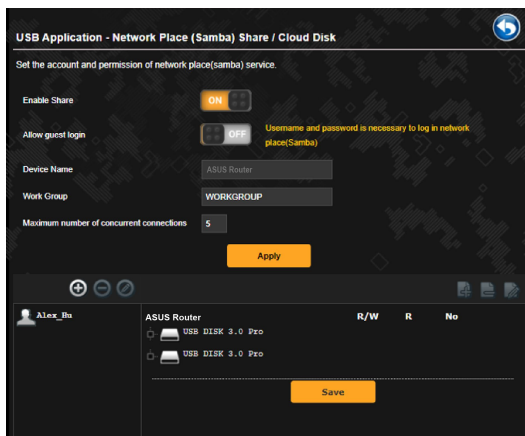 USB Application - Network Place (Samba) Share / Cloud Disk
Set the account and permission of network place(samba) service.
Enable Share
ON
Allow guest login
OFF
Username and password is necessary to log in network
place(Samba)
Device Name
ASUS Router
Work Group
WORKGROUP
Maximum number of concurrent connections
5
Apply
Alex_Bu
ASUS Router
R/W
R
No
USB DISK 3.0 Pro
USB DISK 3.0 Pro
Save